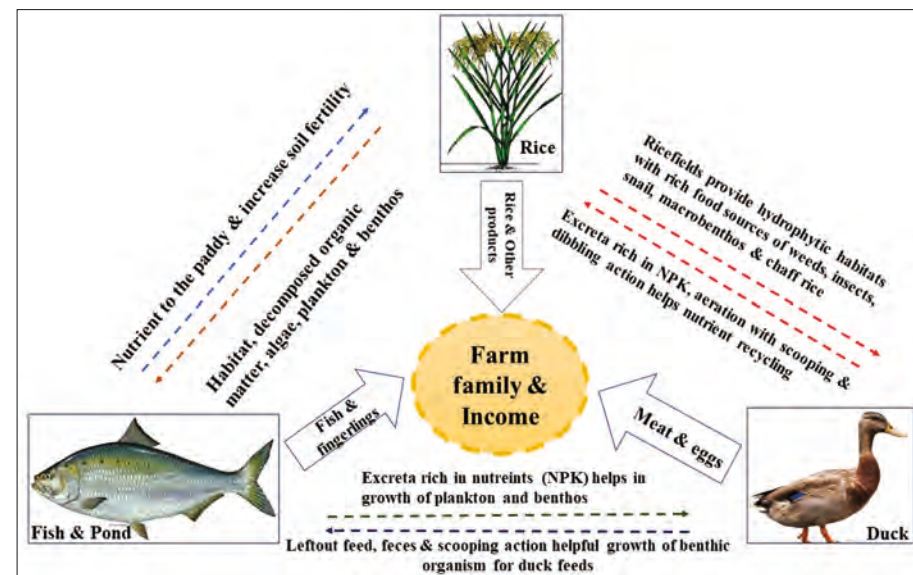 Rice
Nutrient to the paddy & increase soil fertility
Habitat, decomposed organic
matter, algae, plankton & benthos
Rice & Other
products
Ricefields provide hydrophytic habitats
with rich food sources of weeds, insects,
snail, macrobenthos & chaff rice
Excreta rich in NPK, aeration with scooping &
dibbling action helps nutrient recycling
Farm
family &
Income
Fish &
fingerlings
Meat & eggs
Fish & Pond
Duck
Excreta rich in nutreints (NPK) helps in
growth of plankton and benthos
Leftout feed, feces & scooping action helpful growth of benthic
organism for duck feeds